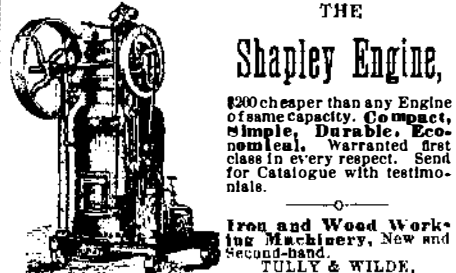 THE
Shapley Engine,
$200 cheaper than any Engine
of same capacity. Compact,
Simple, Durable, Eco-
nomical. Warranted first
class in every respect. Send
for Catalogue with testimo-
nials.
Iron and Wood Work-
ing Machinery, New and
Second-hand.
TULLY & WILDE,